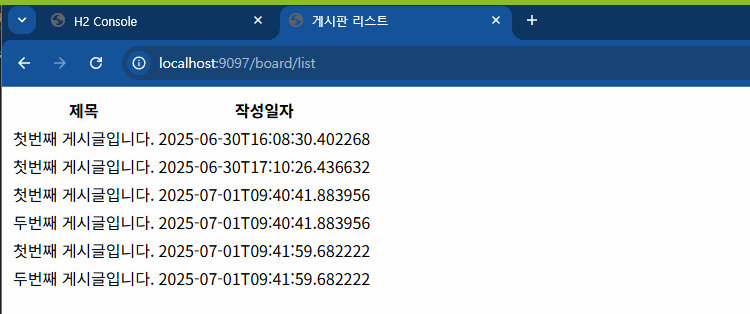 H2 Console
게시판 리스트
localhost:9097/board/list
제목 작성일자
첫번째 게시글입니다. 2025-06-30T16:08:30.402268
첫번째 게시글입니다. 2025-06-30T17:10:26.436632
첫번째 게시글입니다. 2025-07-01T09:40:41.883956
두번째 게시글입니다. 2025-07-01T09:40:41.883956
첫번째 게시글입니다. 2025-07-01T09:41:59.682222
두번째 게시글입니다. 2025-07-01T09:41:59.682222